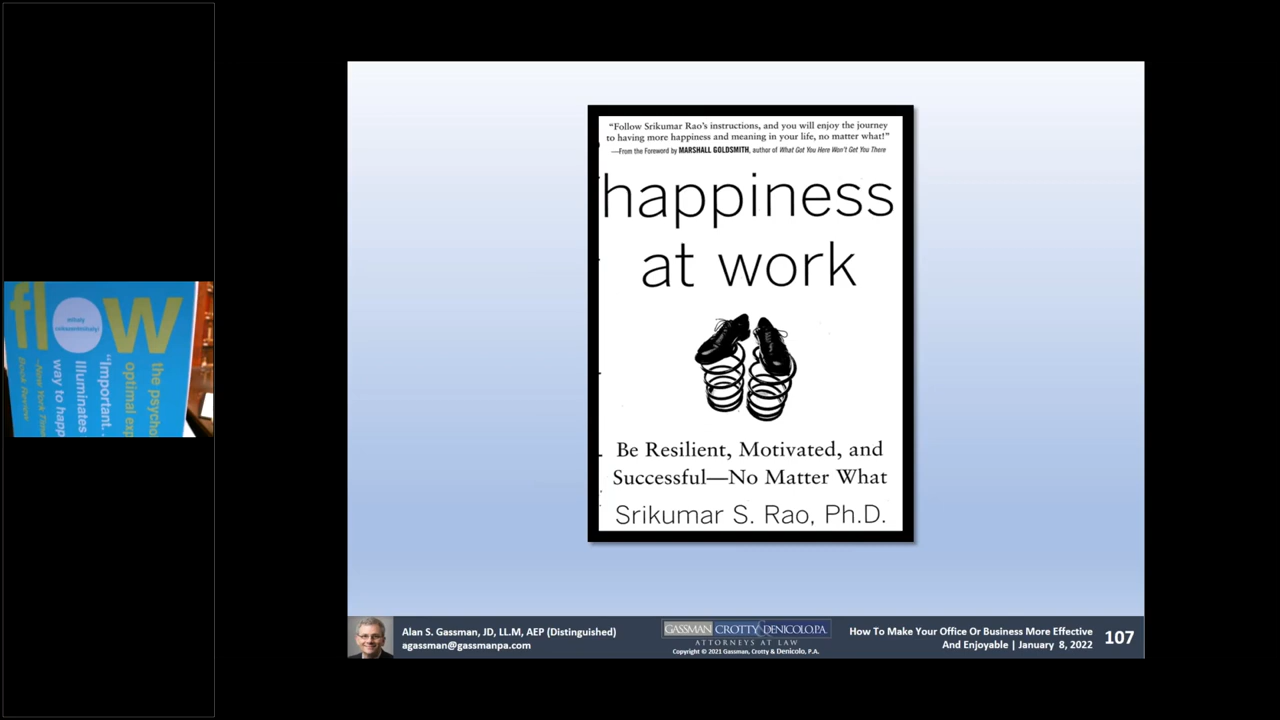 flow
the psycho
optimal exp
"Important.
Illuminates
way to happ
—New York Time
Book Review
"Follow Srikumar Rao's instructions, and you will enjoy the journey
to having more happiness and meaning in your life, no matter what!"
—From the Foreword by MARSHALL GOLDSMITH, author of What Got You Here Won't Get You There
happiness
at work
Be Resilient, Motivated, and
Successful—No Matter What
Srikumar S. Rao, Ph.D.
Alan S. Gassman, JD, LL.M, AEP (Distinguished)
agassman@gassmanpa.com
GASSMAN CROTTY & DENICOLO, P.A.
ATTORNEYS AT LAW
Copyright © 2021 Gassman, Crotty & Denicolo, P.A.
How To Make Your Office Or Business More Effective
And Enjoyable | January 8, 2022
107